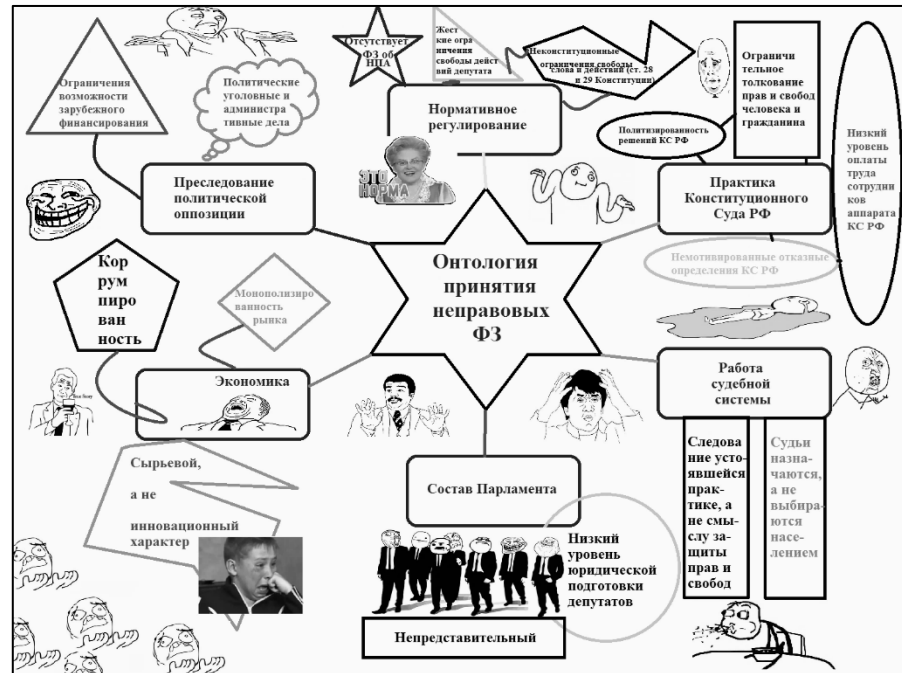 Отсутствует
ФЗ об
НПА
Жест
кие огра
ничения
свободы дейст
вий депутата
Неконституционные
ограничения свободы
слова и действий (ст. 28
и 29 Конституции)
Ограничи
тельное
толкование
прав и свобод
человека и
гражданина
Ограничения
возможности
зарубежного
финансирования
Политические
уголовные и
администра
тивные дела
Нормативное
регулирование
Политизированность
решений КС РФ
Низкий
уровень
оплаты
труда
сотрудни
ков
аппарата
КС РФ
ЭТО
НОРМА
Преследование
политической
оппозиции
Практика
Конституционного
Суда РФ
Немотивированные отказные
определения КС РФ
Онтология
принятия
неправовых
ФЗ
Кор
рум
пиро
ван
ность
Монополизиро
ванность
рынка
Экономика
Работа
судебной
системы
Сырьевой,
а не
инновационный
характер
Состав Парламента
Низкий
уровень
юридической
подготовки
депутатов
Непредставительный
Следова
ние усто-
явшейся
прак-
тике, а
не смы-
слу за-
щиты
прав и
свобод
Судьи
назна-
чаются,
а не
выбира-
ются
насе-
лением